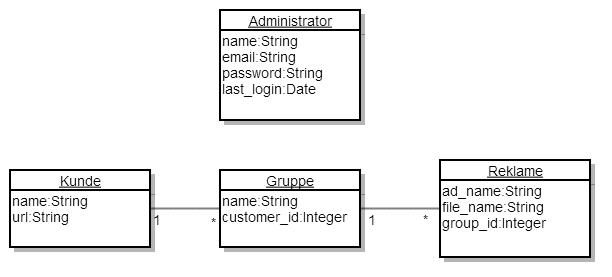 Administrator
name:String
email:String
password:String
last_login:Date
Kunde
name:String
url:String
1
*
Gruppe
name:String
customer_id:Integer
1
*
Reklame
ad_name:String
file_name:String
group_id:Integer